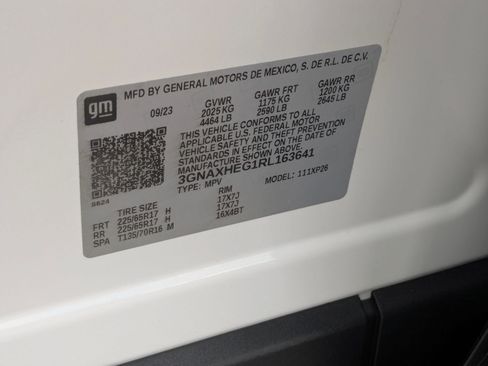 MFD BY GENERAL MOTORS DE MEXICO, S. DE R.L. DE C.V.
gm
09/23 GVWR GAWR FRT GAWR RR
2025 KG 1175 KG 1200 KG
4464 LB 2590 LB 2645 LB
THIS VEHICLE CONFORMS TO ALL
APPLICABLE U.S. FEDERAL MOTOR
VEHICLE SAFETY AND THEFT PREVENTION
STANDARDS IN EFFECT ON THE DATE OF
MANUFACTURE SHOWN ABOVE.
3GNAXHEG1RL163641
TYPE: MPV MODEL: 111XP26
8624
TIRE SIZE RIM
FRT 225/65R17 H 17X7J
RR 225/65R17 H 17X7J
SPA T135/70R16 M 16X4BT